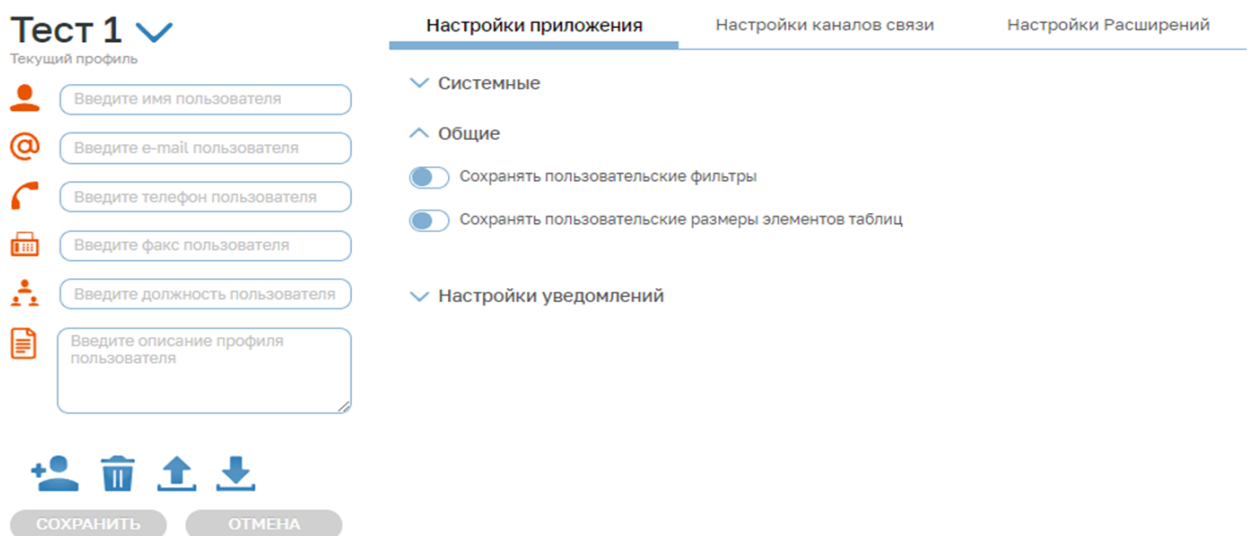 Тест 1
Текущий профиль
Введите имя пользователя
Введите e-mail пользователя
Введите телефон пользователя
Введите факс пользователя
Введите должность пользователя
Введите описание профиля
пользователя
СОХРАНИТЬ
ОТМЕНА
Настройки приложения
Настройки каналов связи
Настройки Расширений
Системные
Общие
Сохранять пользовательские фильтры
Сохранять пользовательские размеры элементов таблиц
Настройки уведомлений